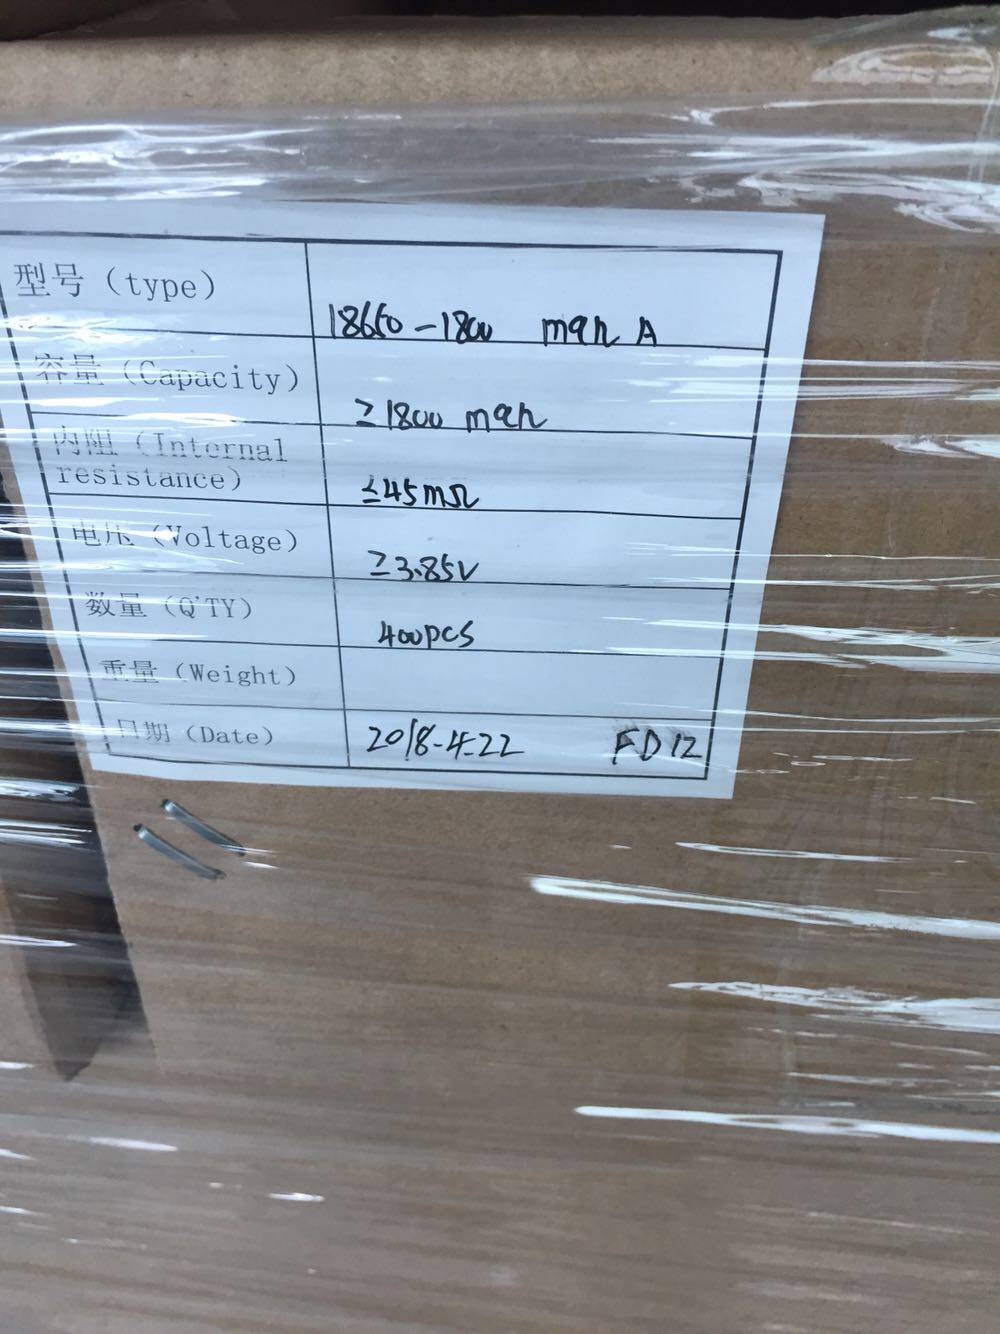 型号（type） 18650-1800 mah A
容量（Capacity） ≥1800 mah
内阻（Internal
resistance） ≤45mΩ
电压（Voltage） ≥3.85V
数量（Q'TY） 400pcs
重量（Weight）
日期（Date） 2018-4-22 FD12